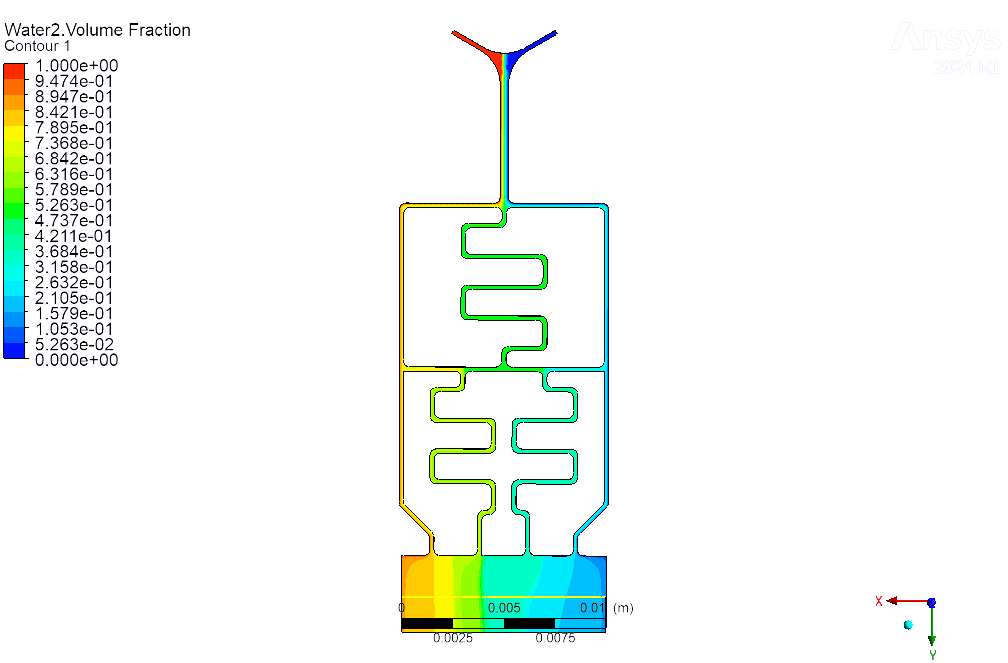 Water2.Volume Fraction
Contour 1
1.000e+00
9.474e-01
8.947e-01
8.421e-01
7.895e-01
7.368e-01
6.842e-01
6.316e-01
5.789e-01
5.263e-01
4.737e-01
4.211e-01
3.684e-01
3.158e-01
2.632e-01
2.105e-01
1.579e-01
1.053e-01
5.263e-02
0.000e+00
Ansys
2024 R1
0 0.005 0.01 (m)
0.0025 0.0075
X
Y